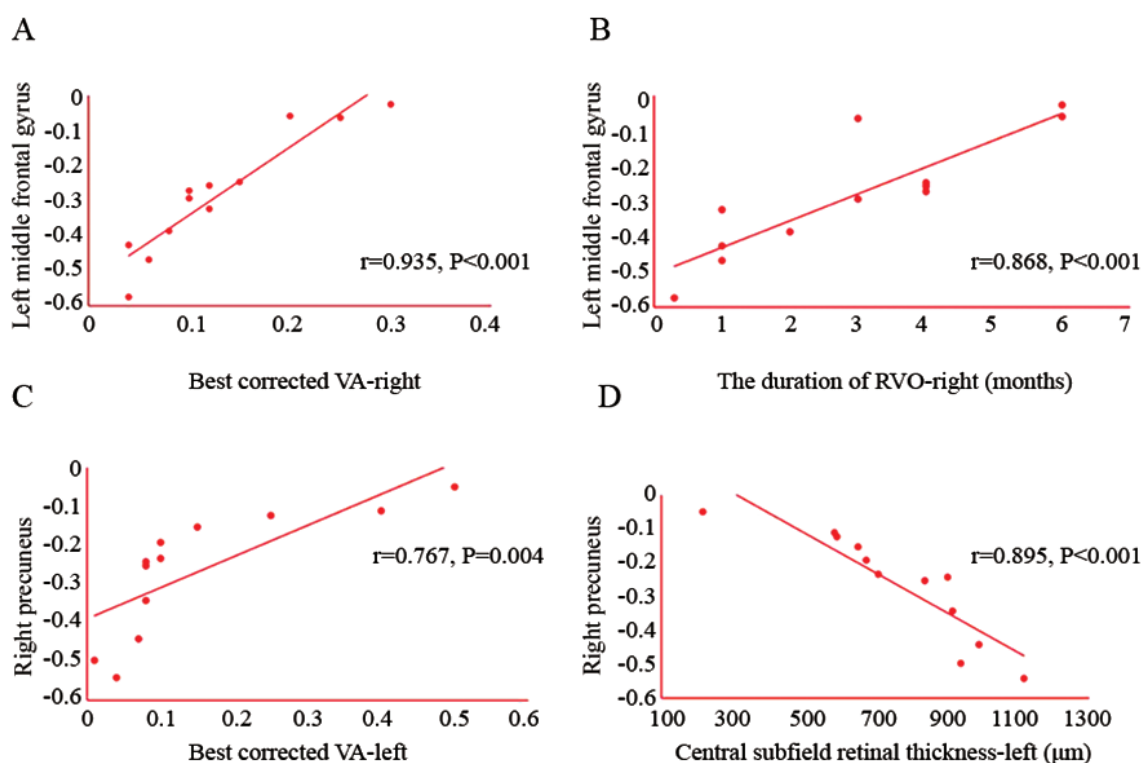 A
Left middle frontal gyrus
0
-0.1
-0.2
-0.3
-0.4
-0.5
-0.6
r=0.935, P<0.001
0 0.1 0.2 0.3 0.4
Best corrected VA-right
B
Left middle frontal gyrus
0
-0.1
-0.2
-0.3
-0.4
-0.5
-0.6
r=0.868, P<0.001
0 1 2 3 4 5 6 7
The duration of RVO-right (months)
C
Right precuneus
0
-0.1
-0.2
-0.3
-0.4
-0.5
-0.6
r=0.767, P=0.004
0 0.1 0.2 0.3 0.4 0.5 0.6
Best corrected VA-left
D
Right precuneus
0
-0.1
-0.2
-0.3
-0.4
-0.5
-0.6
r=0.895, P<0.001
100 300 500 700 900 1100 1300
Central subfield retinal thickness-left (μm)